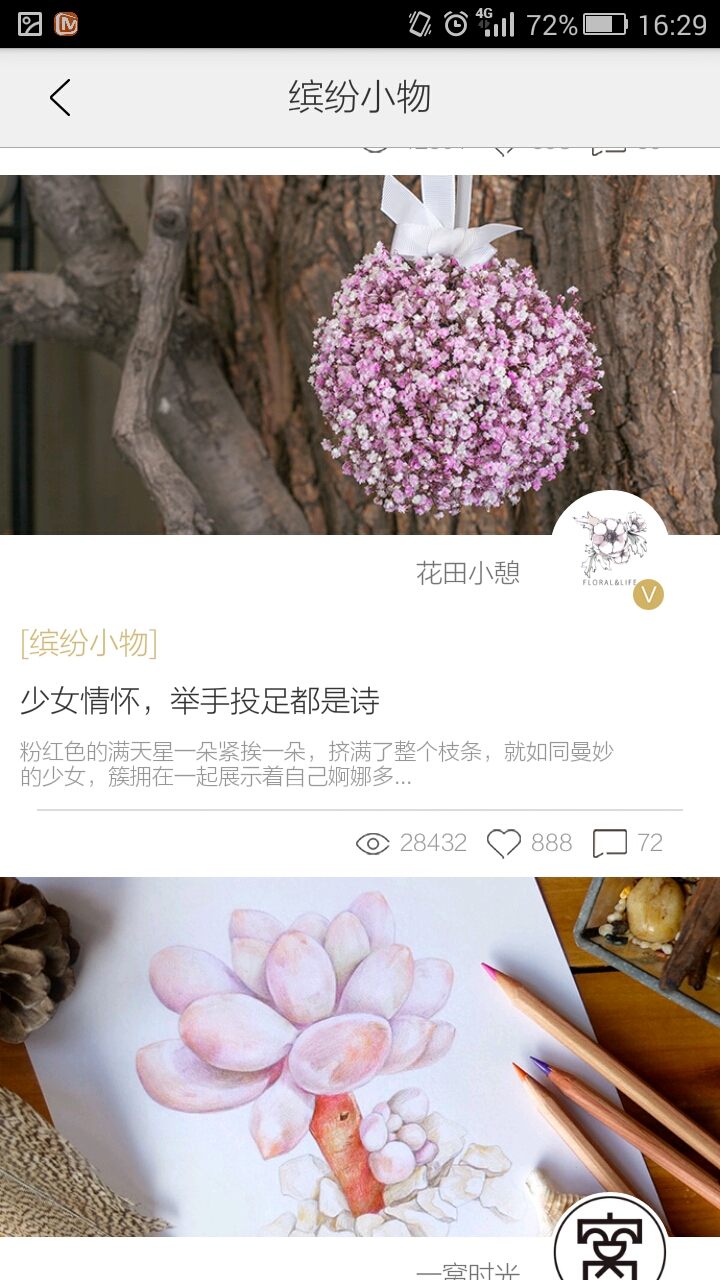 4G 72% 16:29
缤纷小物
花田小憩
FLORAL&LIFE
V
[缤纷小物]
少女情怀，举手投足都是诗
粉红色的满天星一朵紧挨一朵，挤满了整个枝条，就如同曼妙
的少女，簇拥在一起展示着自己婀娜多...
28432 888 72
一窝时光